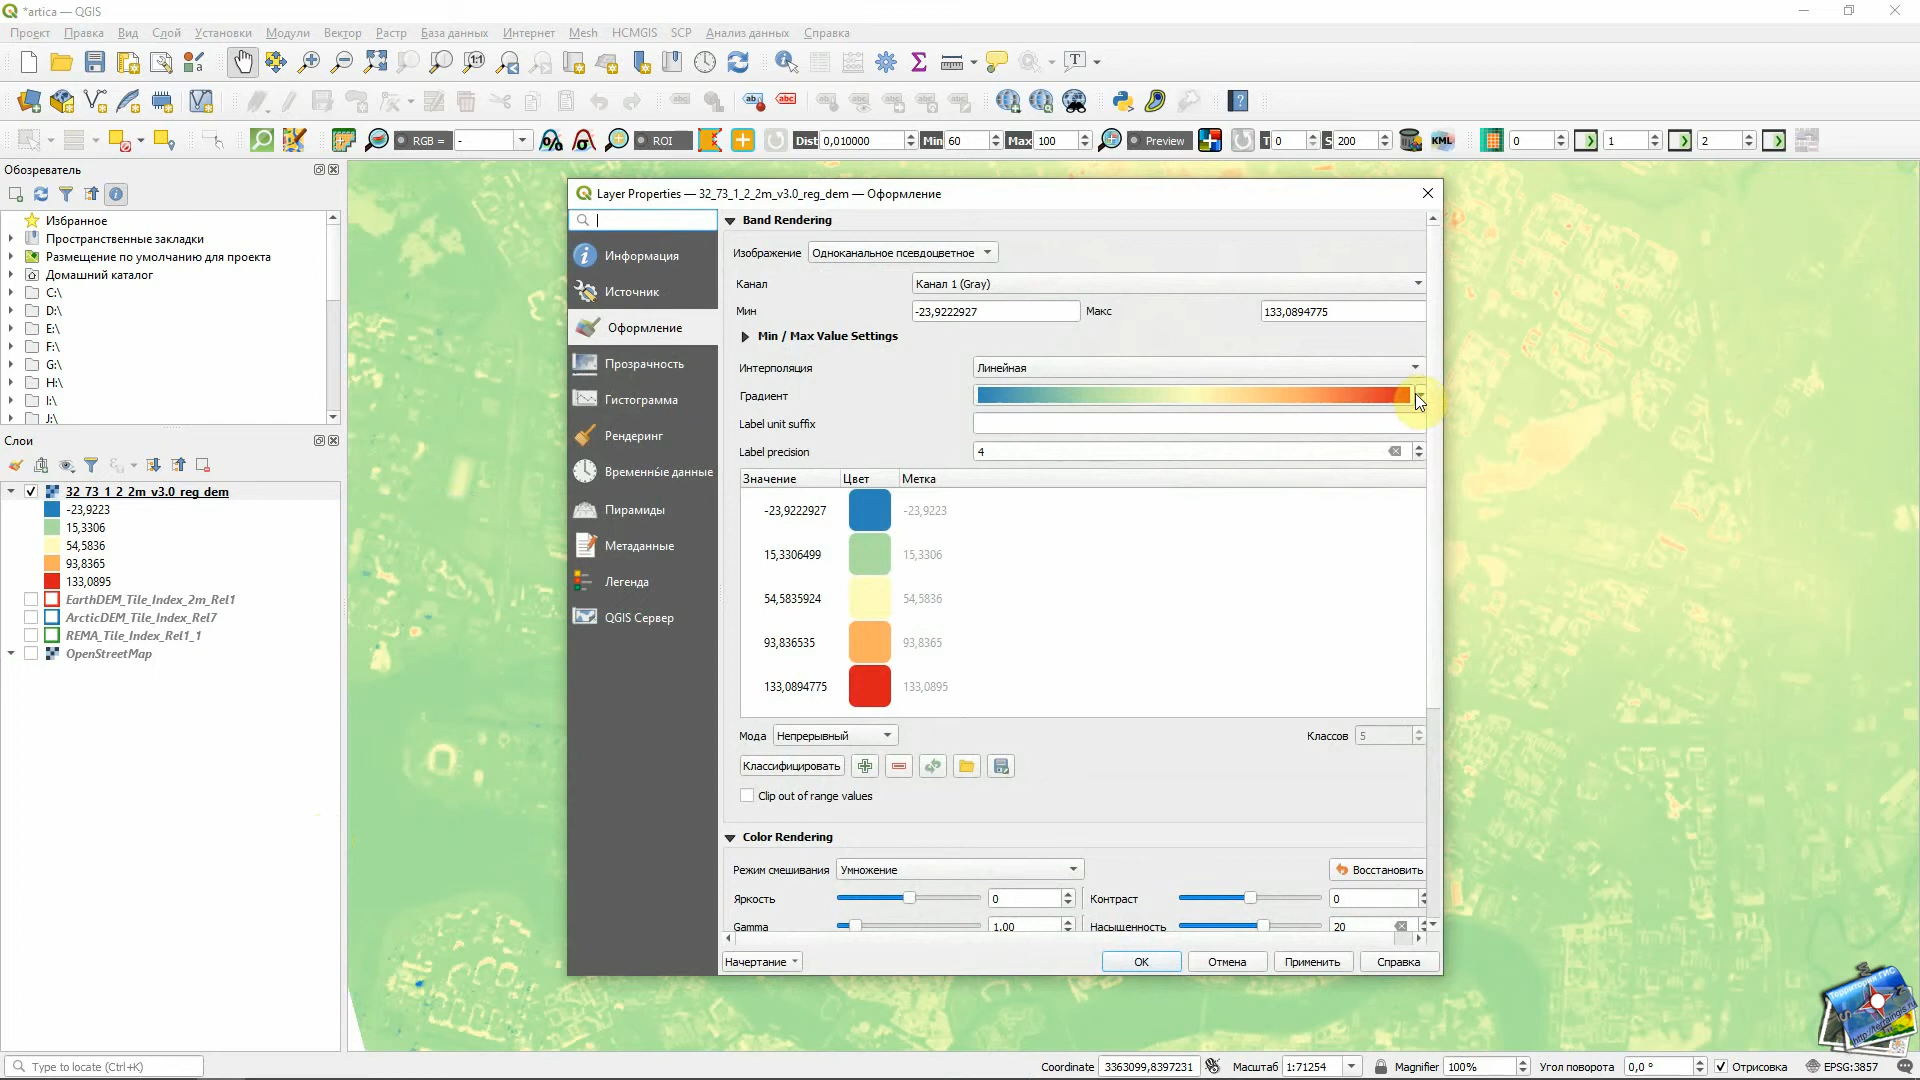 *artica — QGIS
Проект Правка Вид Слой Установки Модули Вектор Растр База данных Интернет Mesh HCMGIS SCP Анализ данных Справка
RGB = - ROI Dist 0,010000 Min 60 Max 100 Preview T 0 S 200 KML 0 1 2
Обозреватель
Избранное
Пространственные закладки
Размещение по умолчанию для проекта
Домашний каталог
C:\
D:\
E:\
F:\
G:\
H:\
I:\
J:\
Слои
32_73_1_2_2m_v3.0_reg_dem
-23,9223
15,3306
54,5836
93,8365
133,0895
EarthDEM_Tile_Index_2m_Rel1
ArcticDEM_Tile_Index_Rel7
REMA_Tile_Index_Rel1_1
OpenStreetMap
Layer Properties — 32_73_1_2_2m_v3.0_reg_dem — Оформление
Информация
Источник
Оформление
Прозрачность
Гистограмма
Рендеринг
Временные данные
Пирамиды
Метаданные
Легенда
QGIS Сервер
Band Rendering
Изображение Одноканальное псевдоцветное
Канал Канал 1 (Gray)
Мин -23,9222927 Макс 133,0894775
Min / Max Value Settings
Интерполяция Линейная
Градиент
Label unit suffix
Label precision 4
Значение Цвет Метка
-23,9222927 -23,9223
15,3306499 15,3306
54,5835924 54,5836
93,836535 93,8365
133,0894775 133,0895
Мода Непрерывный Классов 5
Классифицировать
Clip out of range values
Color Rendering
Режим смешивания Умножение Восстановить
Яркость 0 Контраст 0
Gamma 1.00 Насыщенность 20
Начертание OK Отмена Применить Справка
Type to locate (Ctrl+K) Coordinate 3363099,8397231 Масштаб 1:71254 Magnifier 100% Угол поворота 0,0 ° Отрисовка EPSG:3857